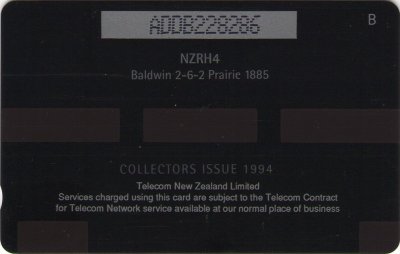 ADDB228286
B
NZRH4
Baldwin 2-6-2 Prairie 1885
COLLECTORS ISSUE 1994
Telecom New Zealand Limited
Services charged using this card are subject to the Telecom Contract
for Telecom Network service available at our normal place of business